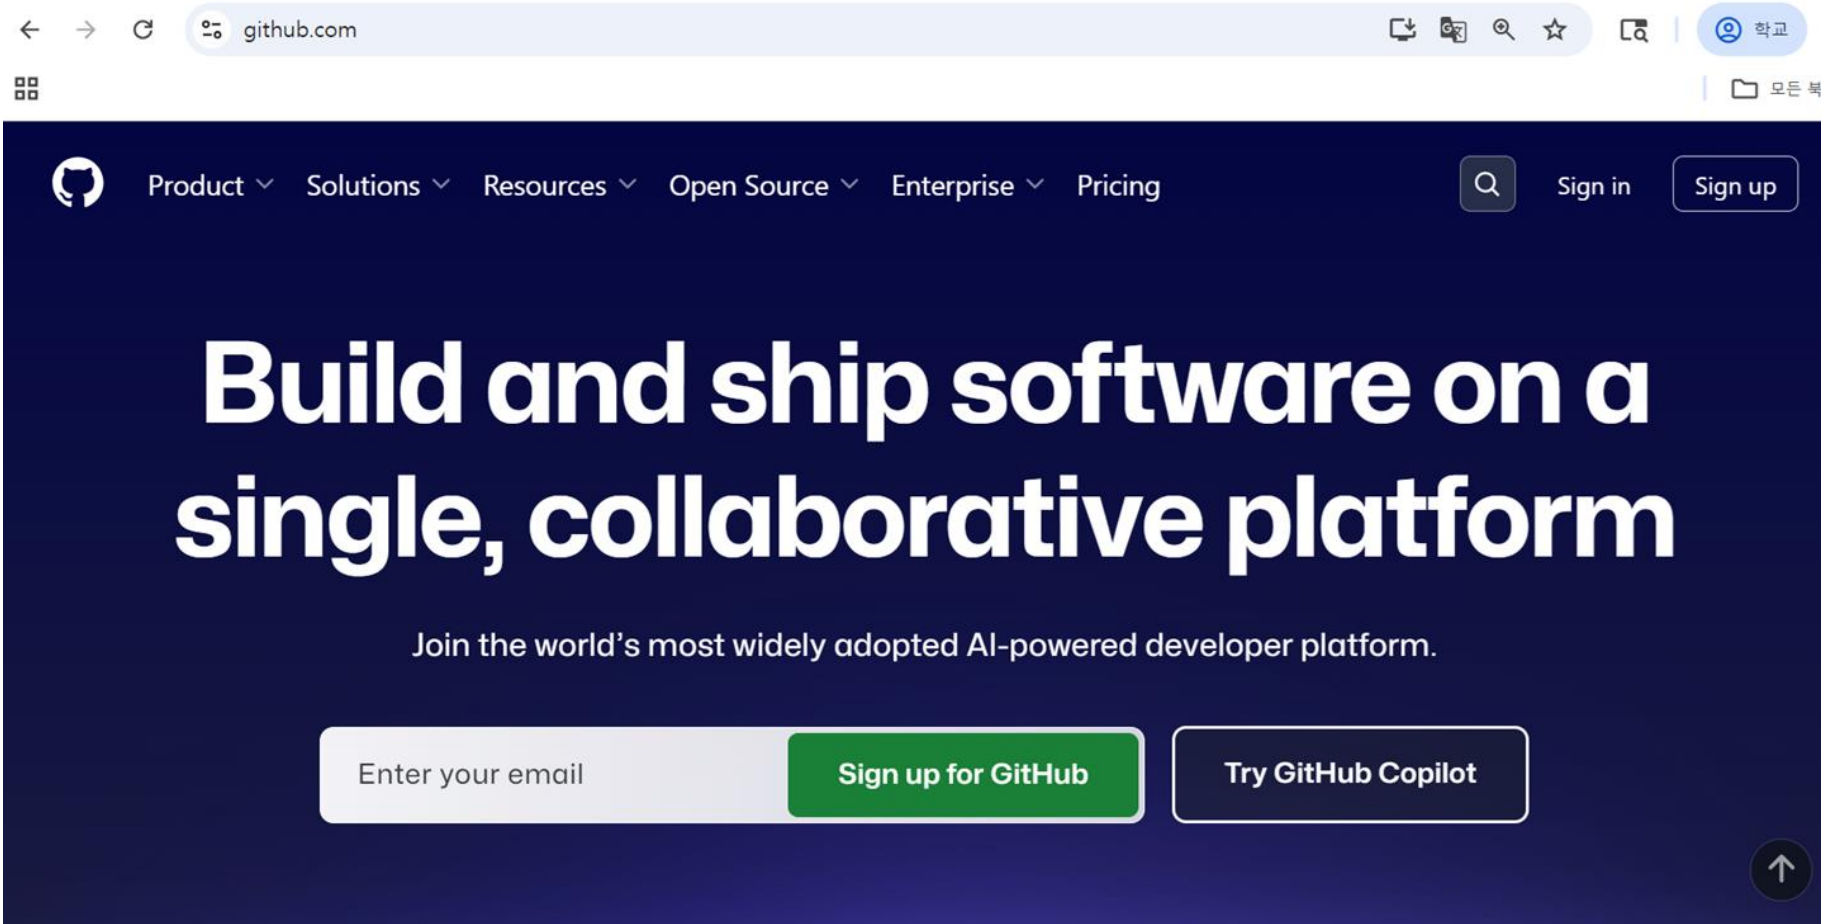 github.com
학교
모든 북
Product
Solutions
Resources
Open Source
Enterprise
Pricing
Sign in
Sign up
Build and ship software on a
single, collaborative platform
Join the world's most widely adopted AI-powered developer platform.
Enter your email
Sign up for GitHub
Try GitHub Copilot